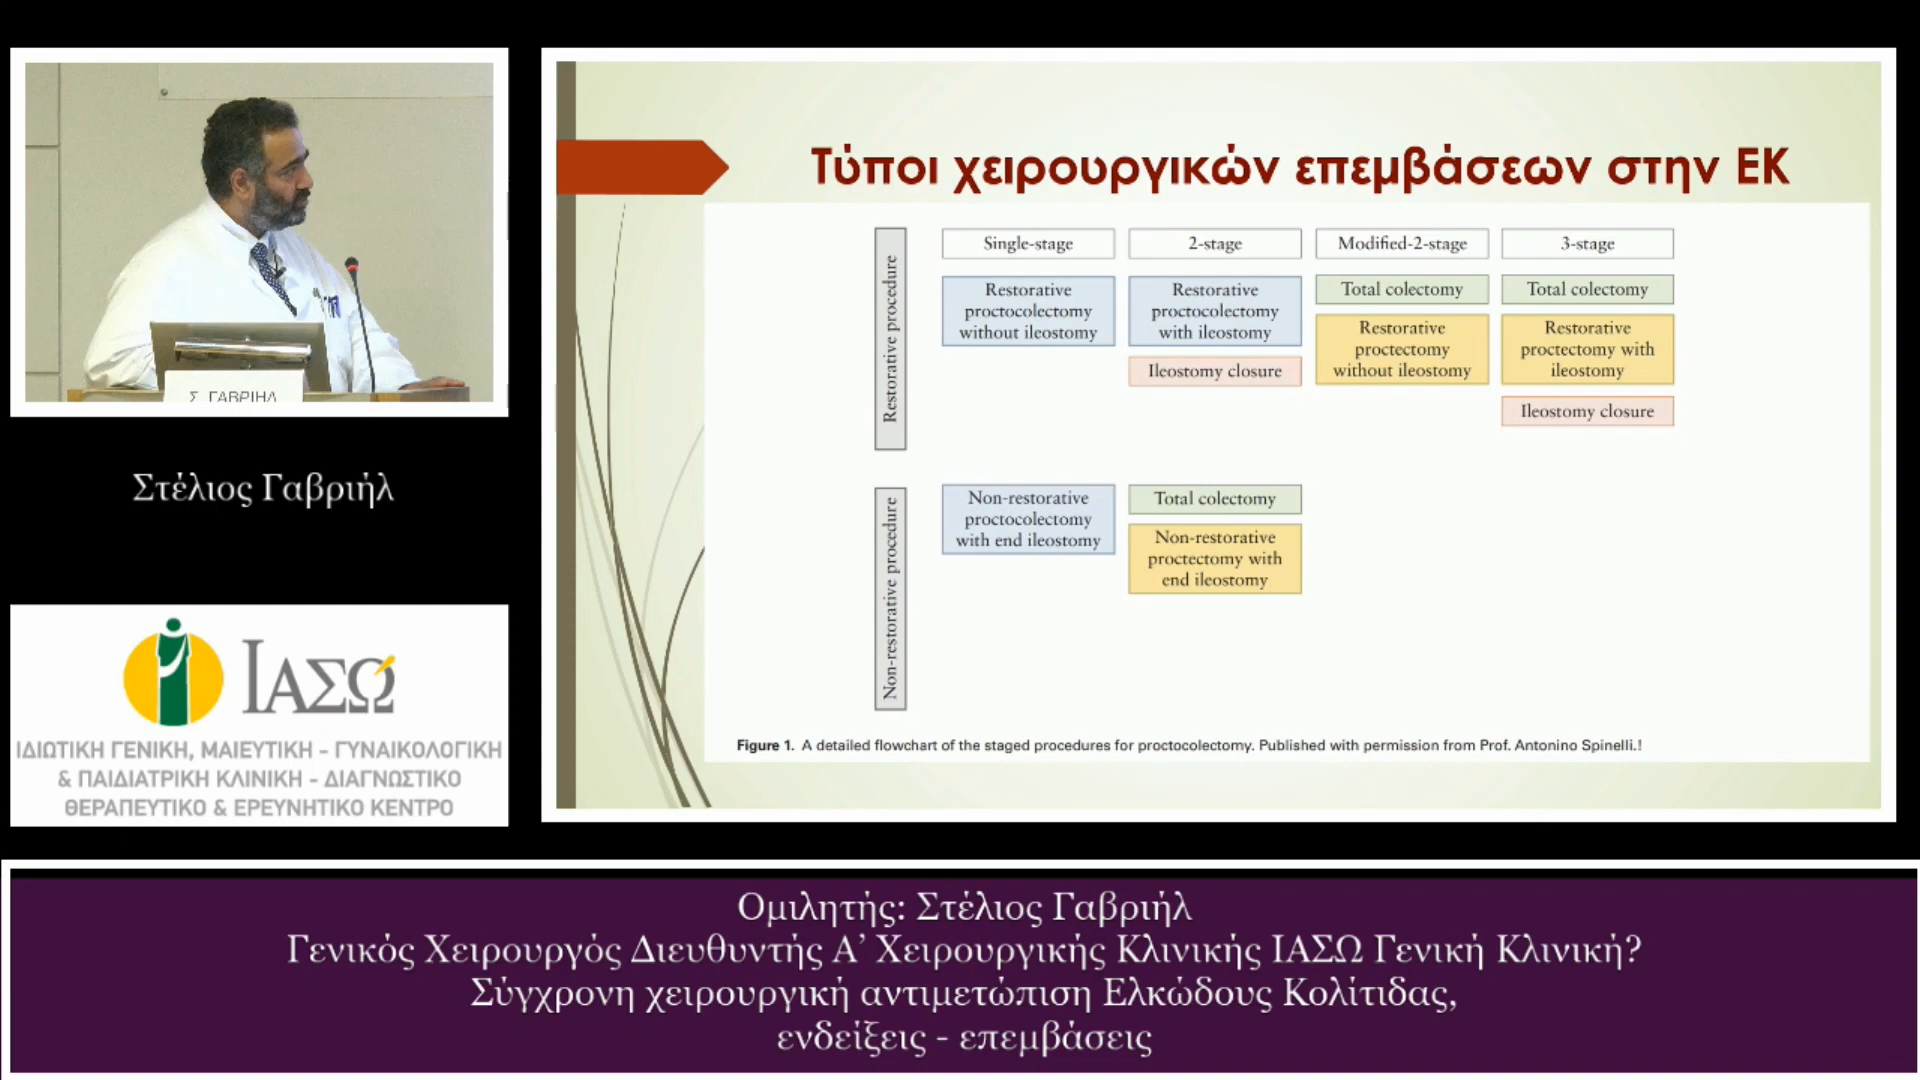 Σ. ΓΑΒΡΙΗΛ
Στέλιος Γαβριήλ
ΙΑΣΩ
ΙΔΙΩΤΙΚΗ ΓΕΝΙΚΗ, ΜΑΙΕΥΤΙΚΗ - ΓΥΝΑΙΚΟΛΟΓΙΚΗ
& ΠΑΙΔΙΑΤΡΙΚΗ ΚΛΙΝΙΚΗ - ΔΙΑΓΝΩΣΤΙΚΟ
ΘΕΡΑΠΕΥΤΙΚΟ & ΕΡΕΥΝΗΤΙΚΟ ΚΕΝΤΡΟ
Τύποι χειρουργικών επεμβάσεων στην ΕΚ
Restorative procedure
Single-stage
Restorative
proctocolectomy
without ileostomy
2-stage
Restorative
proctocolectomy
with ileostomy
Ileostomy closure
Modified-2-stage
Total colectomy
Restorative
proctectomy
without ileostomy
3-stage
Total colectomy
Restorative
proctectomy with
ileostomy
Ileostomy closure
Non-restorative procedure
Non-restorative
proctocolectomy
with end ileostomy
Total colectomy
Non-restorative
proctectomy with
end ileostomy
Figure 1. A detailed flowchart of the staged procedures for proctocolectomy. Published with permission from Prof. Antonino Spinelli.!
Ομιλητής: Στέλιος Γαβριήλ
Γενικός Χειρουργός Διευθυντής Α’ Χειρουργικής Κλινικής ΙΑΣΩ Γενική Κλινική?
Σύγχρονη χειρουργική αντιμετώπιση Ελκώδους Κολίτιδας,
ενδείξεις - επεμβάσεις